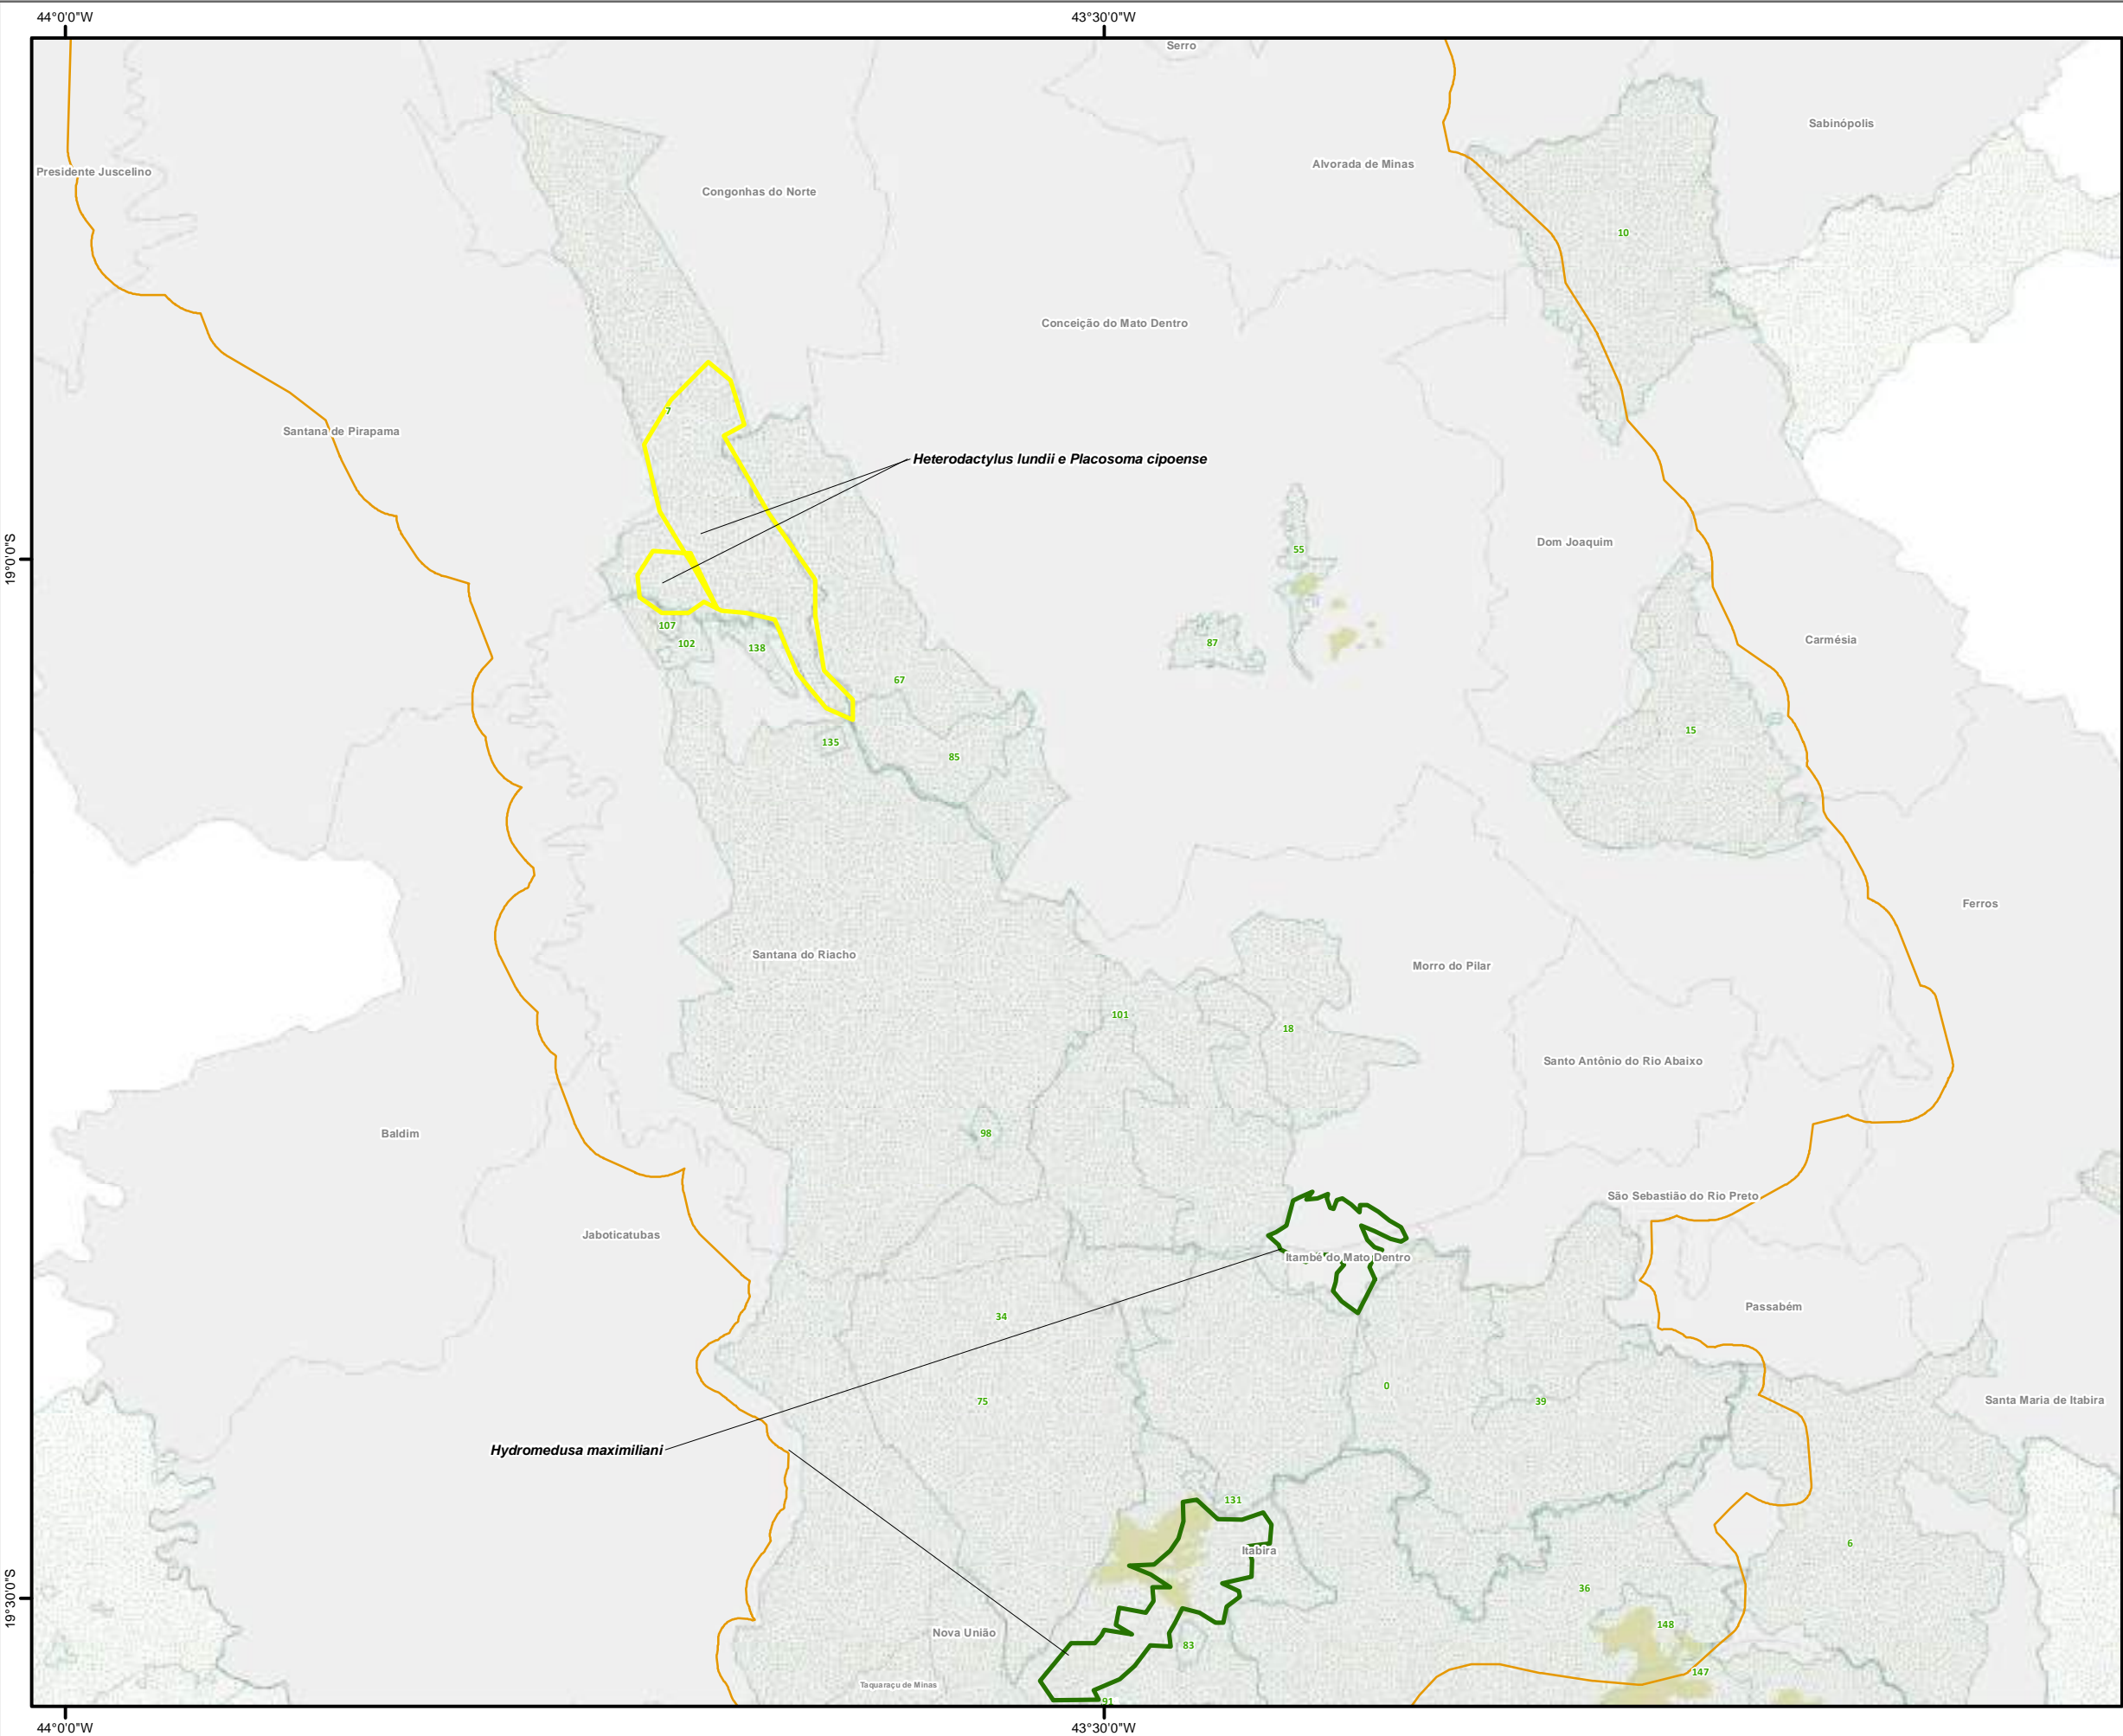 44°0'0"W
43°30'0"W
Serro
Sabinópolis
Alvorada de Minas
Presidente Juscelino
Congonhas do Norte
10
Conceição do Mato Dentro
7
Santana de Pirapama
Heterodactylus lundii e Placosoma cipoense
Dom Joaquim
55
19°0'0"S
107
102
138
87
Carmésia
67
15
135
85
Ferros
Santana do Riacho
Morro do Pilar
101
18
Santo Antônio do Rio Abaixo
98
Baldim
São Sebastião do Rio Preto
Jaboticatubas
Itambé do Mato Dentro
Passabém
34
0
75
39
Santa Maria de Itabira
Hydromedusa maximiliani
131
6
Itabira
36
19°30'0"S
148
Nova União
83
147
Taquaraçu de Minas
91
44°0'0"W
43°30'0"W